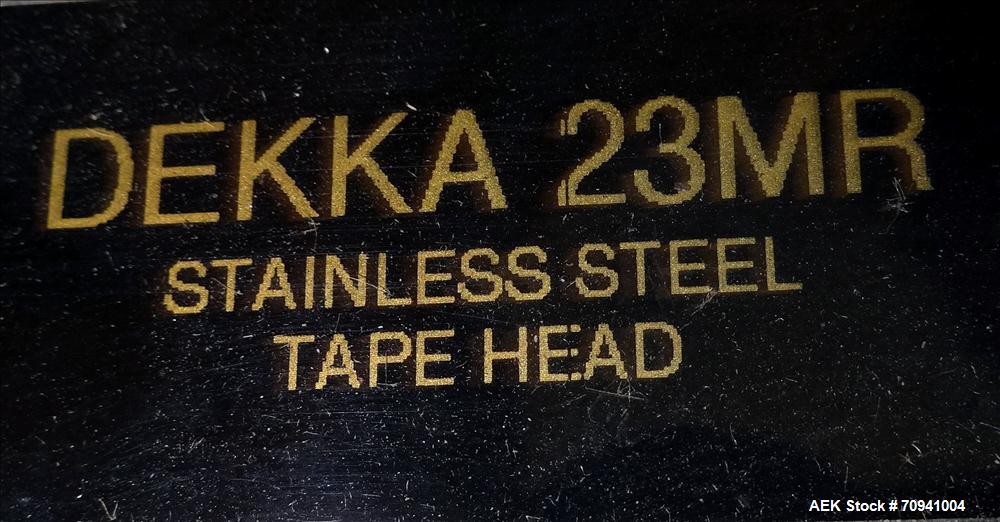 DEKKA 23MR
STAINLESS STEEL
TAPE HEAD
AEK Stock # 70941004